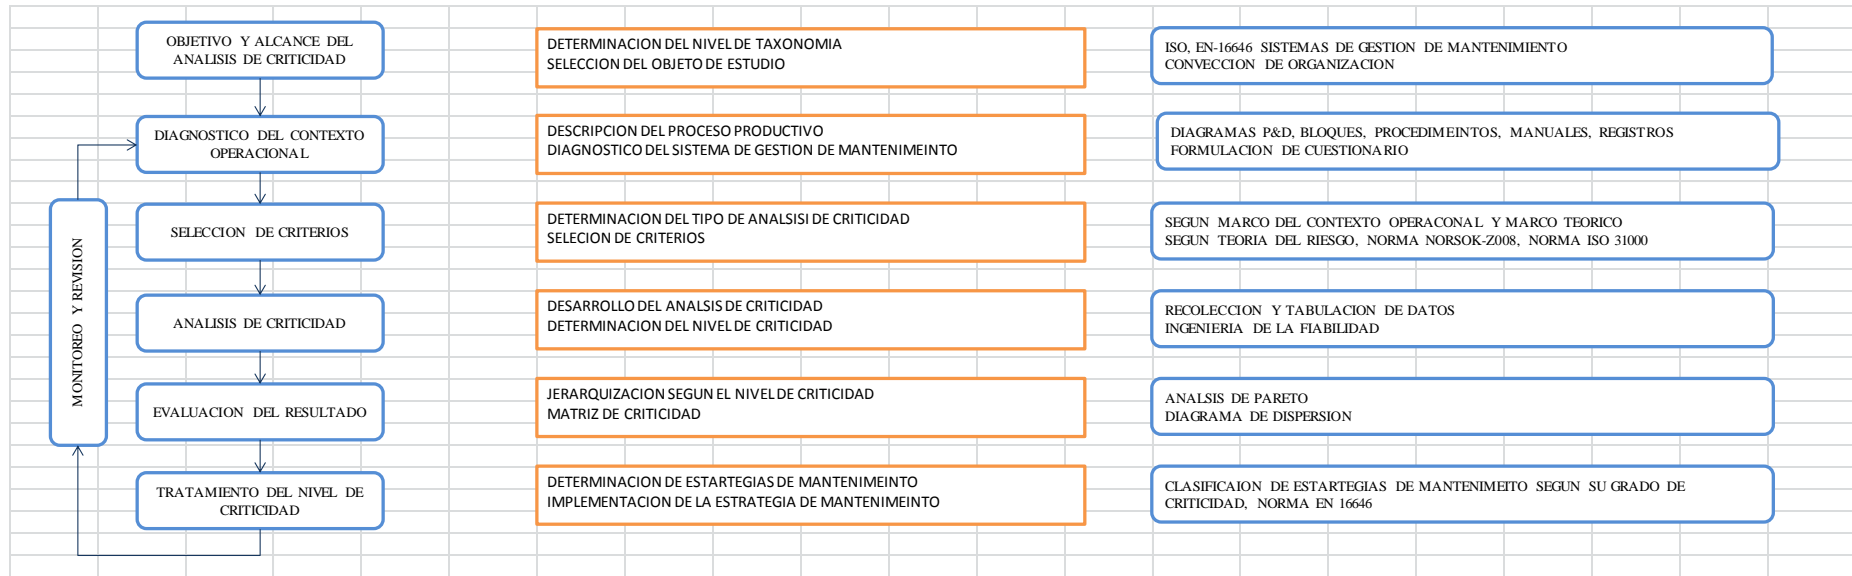 OBJETIVO Y ALCANCE DEL
ANALISIS DE CRITICIDAD
DETERMINACION DEL NIVEL DE TAXONOMIA
SELECCION DEL OBJETO DE ESTUDIO
ISO, EN-16646 SISTEMAS DE GESTION DE MANTENIMIENTO
CONVECCION DE ORGANIZACION
DIAGNOSTICO DEL CONTEXTO
OPERACIONAL
DESCRIPCION DEL PROCESO PRODUCTIVO
DIAGNOSTICO DEL SISTEMA DE GESTION DE MANTENIMEINTO
DIAGRAMAS P&D, BLOQUES, PROCEDIMEINTOS, MANUALES, REGISTROS
FORMULACION DE CUESTIONARIO
MONITOREO Y REVISION
SELECCION DE CRITERIOS
DETERMINACION DEL TIPO DE ANALSISI DE CRITICIDAD
SELECION DE CRITERIOS
SEGUN MARCO DEL CONTEXTO OPERACONAL Y MARCO TEORICO
SEGUN TEORIA DEL RIESGO, NORMA NORSOK-Z008, NORMA ISO 31000
ANALISIS DE CRITICIDAD
DESARROLLO DEL ANALSIS DE CRITICIDAD
DETERMINACION DEL NIVEL DE CRITICIDAD
RECOLECCION Y TABULACION DE DATOS
INGENIERIA DE LA FIABILIDAD
EVALUACION DEL RESULTADO
JERARQUIZACION SEGUN EL NIVEL DE CRITICIDAD
MATRIZ DE CRITICIDAD
ANALSIS DE PARETO
DIAGRAMA DE DISPERSION
TRATAMIENTO DEL NIVEL DE
CRITICIDAD
DETERMINACION DE ESTARTEGIAS DE MANTENIMEINTO
IMPLEMENTACION DE LA ESTRATEGIA DE MANTENIMEINTO
CLASIFICAION DE ESTARTEGIAS DE MANTENIMEITO SEGUN SU GRADO DE
CRITICIDAD, NORMA EN 16646